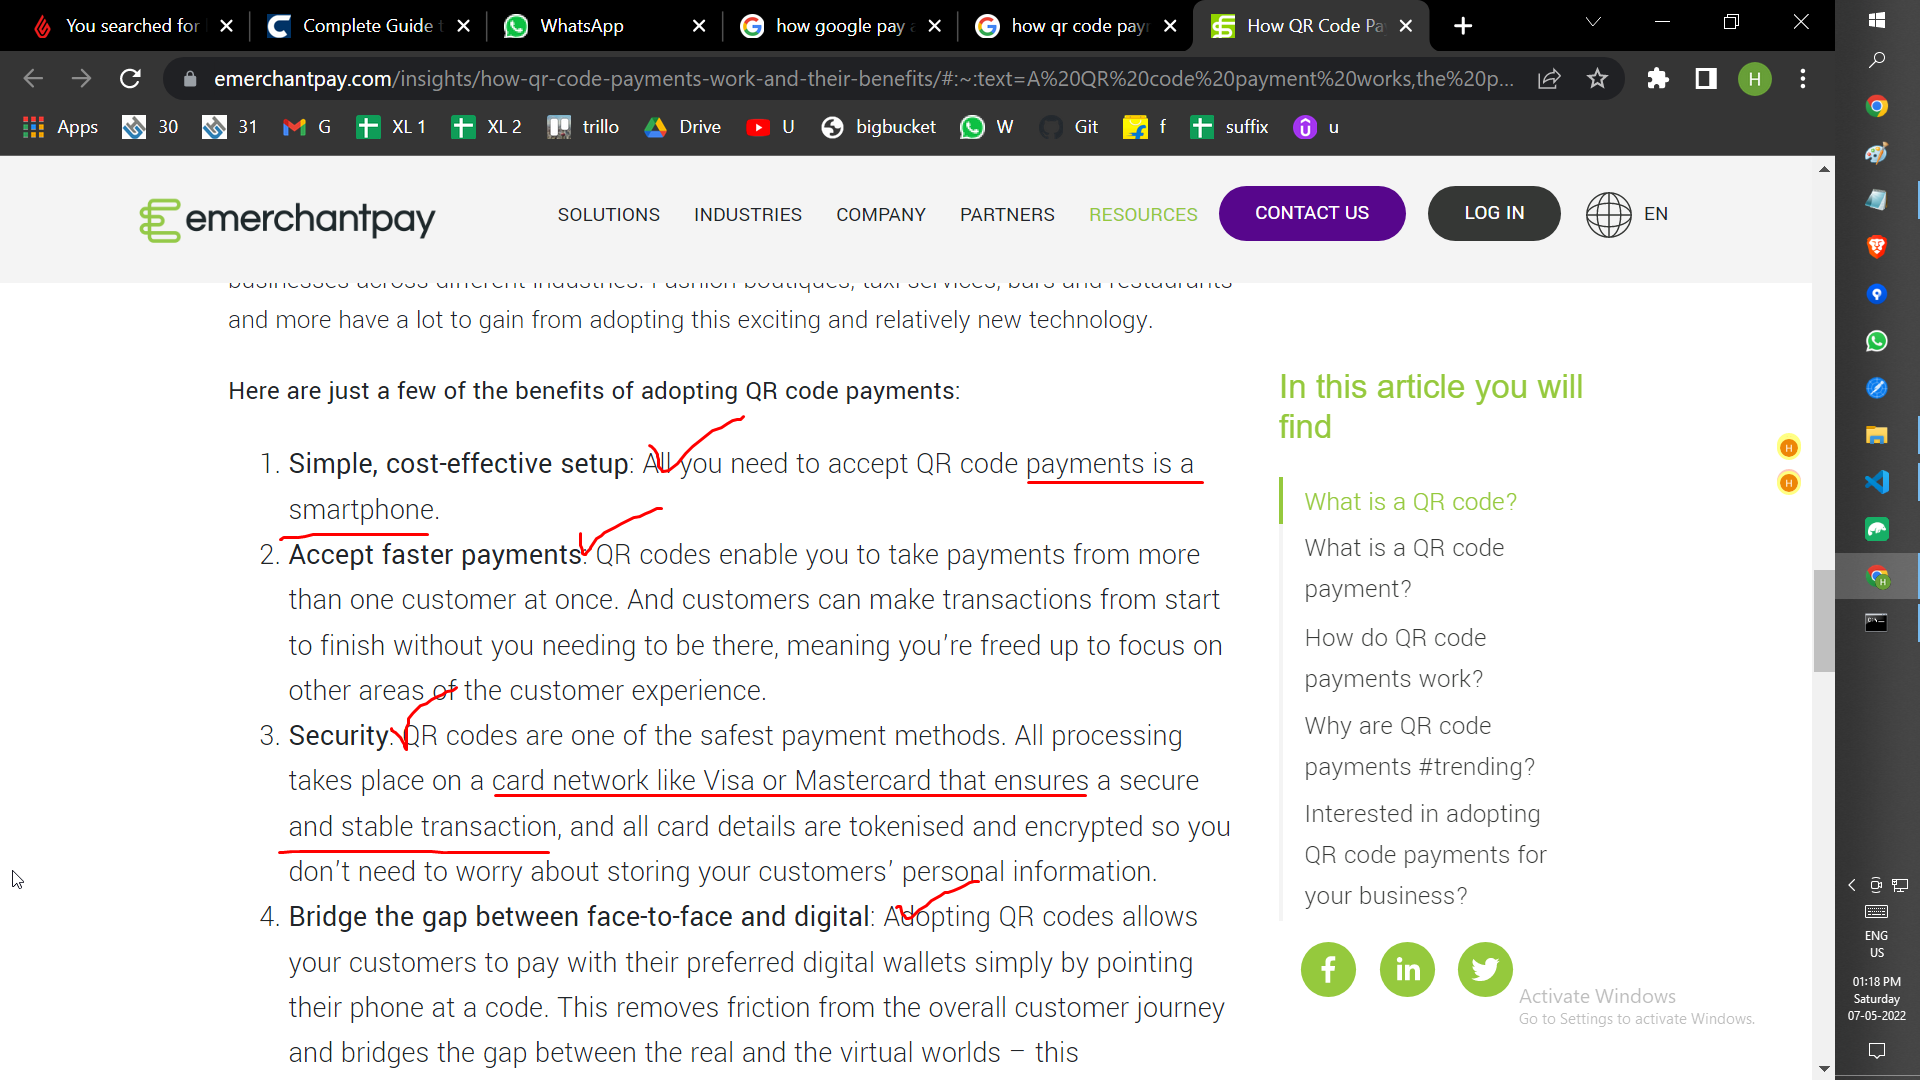 You searched for
Complete Guide t
WhatsApp
how google pay a
how qr code payr
How QR Code Pa
emerchantpay.com/insights/how-qr-code-payments-work-and-their-benefits/#:~:text=A%20QR%20code%20payment%20works,the%20p...
H
Apps
30
31
G
XL 1
XL 2
trillo
Drive
U
bigbucket
W
Git
f
suffix
u
emerchantpay
SOLUTIONS
INDUSTRIES
COMPANY
PARTNERS
RESOURCES
CONTACT US
LOG IN
EN
businesses across different industries. Fashion boutiques, taxi services, bars and restaurants
and more have a lot to gain from adopting this exciting and relatively new technology.
Here are just a few of the benefits of adopting QR code payments:
1. Simple, cost-effective setup: All you need to accept QR code payments is a
smartphone.
2. Accept faster payments: QR codes enable you to take payments from more
than one customer at once. And customers can make transactions from start
to finish without you needing to be there, meaning you’re freed up to focus on
other areas of the customer experience.
3. Security: QR codes are one of the safest payment methods. All processing
takes place on a card network like Visa or Mastercard that ensures a secure
and stable transaction, and all card details are tokenised and encrypted so you
don’t need to worry about storing your customers’ personal information.
4. Bridge the gap between face-to-face and digital: Adopting QR codes allows
your customers to pay with their preferred digital wallets simply by pointing
their phone at a code. This removes friction from the overall customer journey
and bridges the gap between the real and the virtual worlds – this
In this article you will
find
What is a QR code?
What is a QR code
payment?
How do QR code
payments work?
Why are QR code
payments #trending?
Interested in adopting
QR code payments for
your business?
H
H
Activate Windows
Go to Settings to activate Windows.
ENG
US
01:18 PM
Saturday
07-05-2022